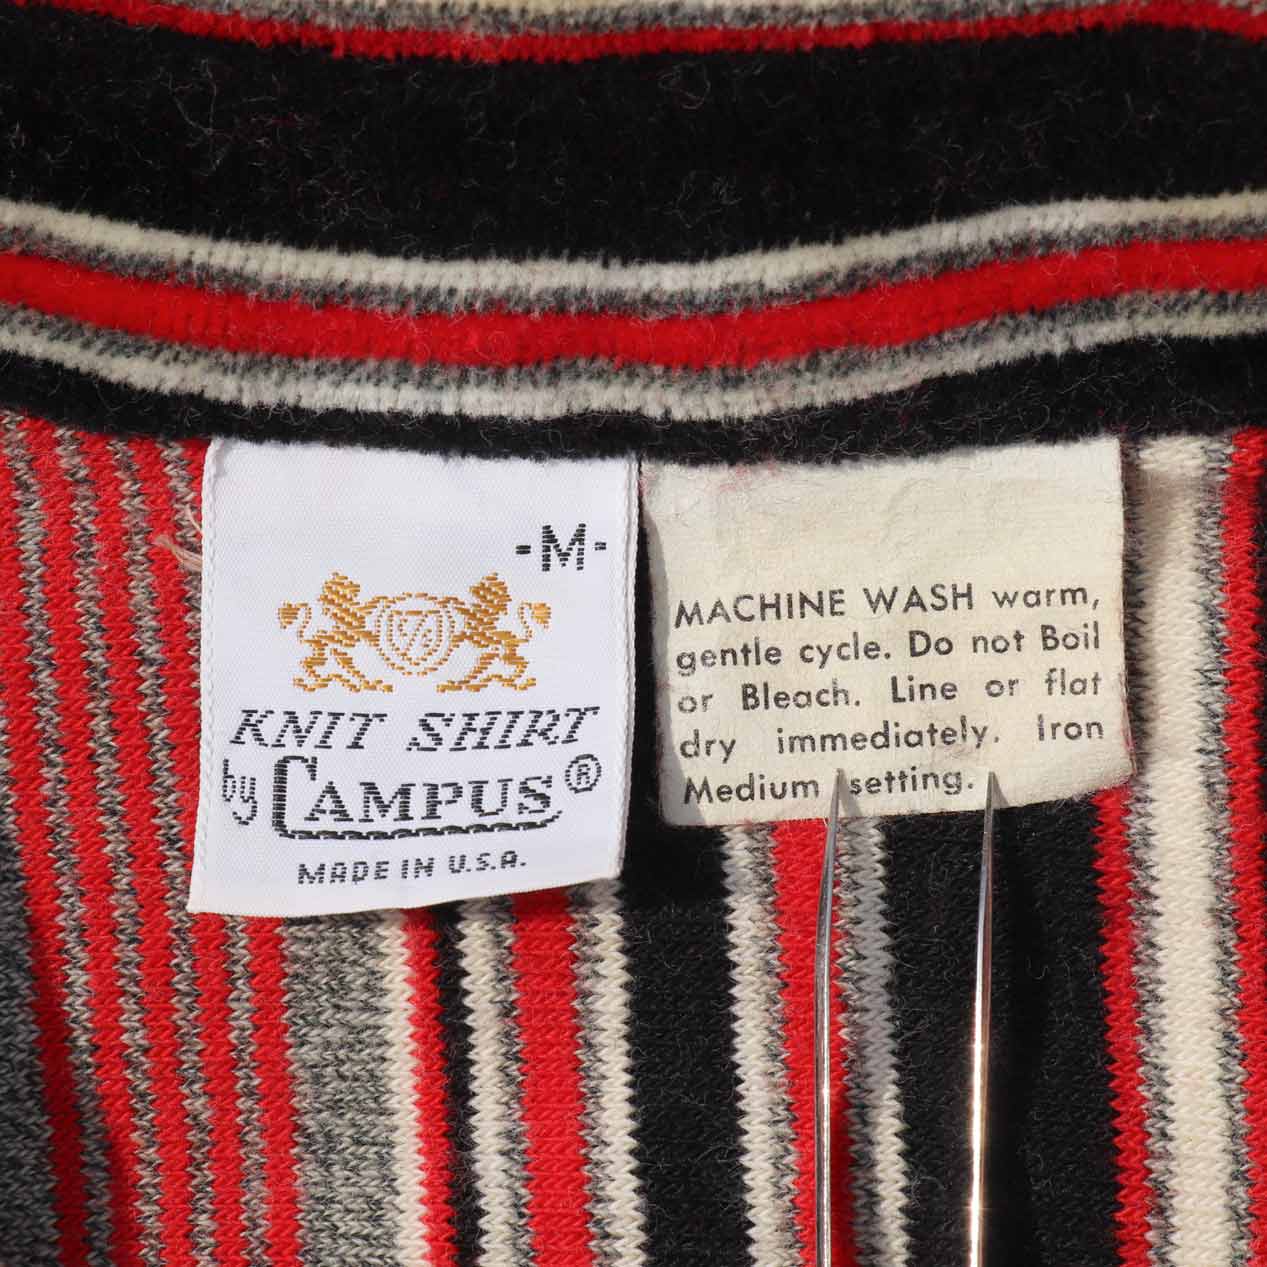 -M-
KNIT SHIRT
by CAMPUS®
MADE IN U.S.A.
MACHINE WASH warm,
gentle cycle. Do not Boil
or Bleach. Line or flat
dry immediately. Iron
Medium setting.